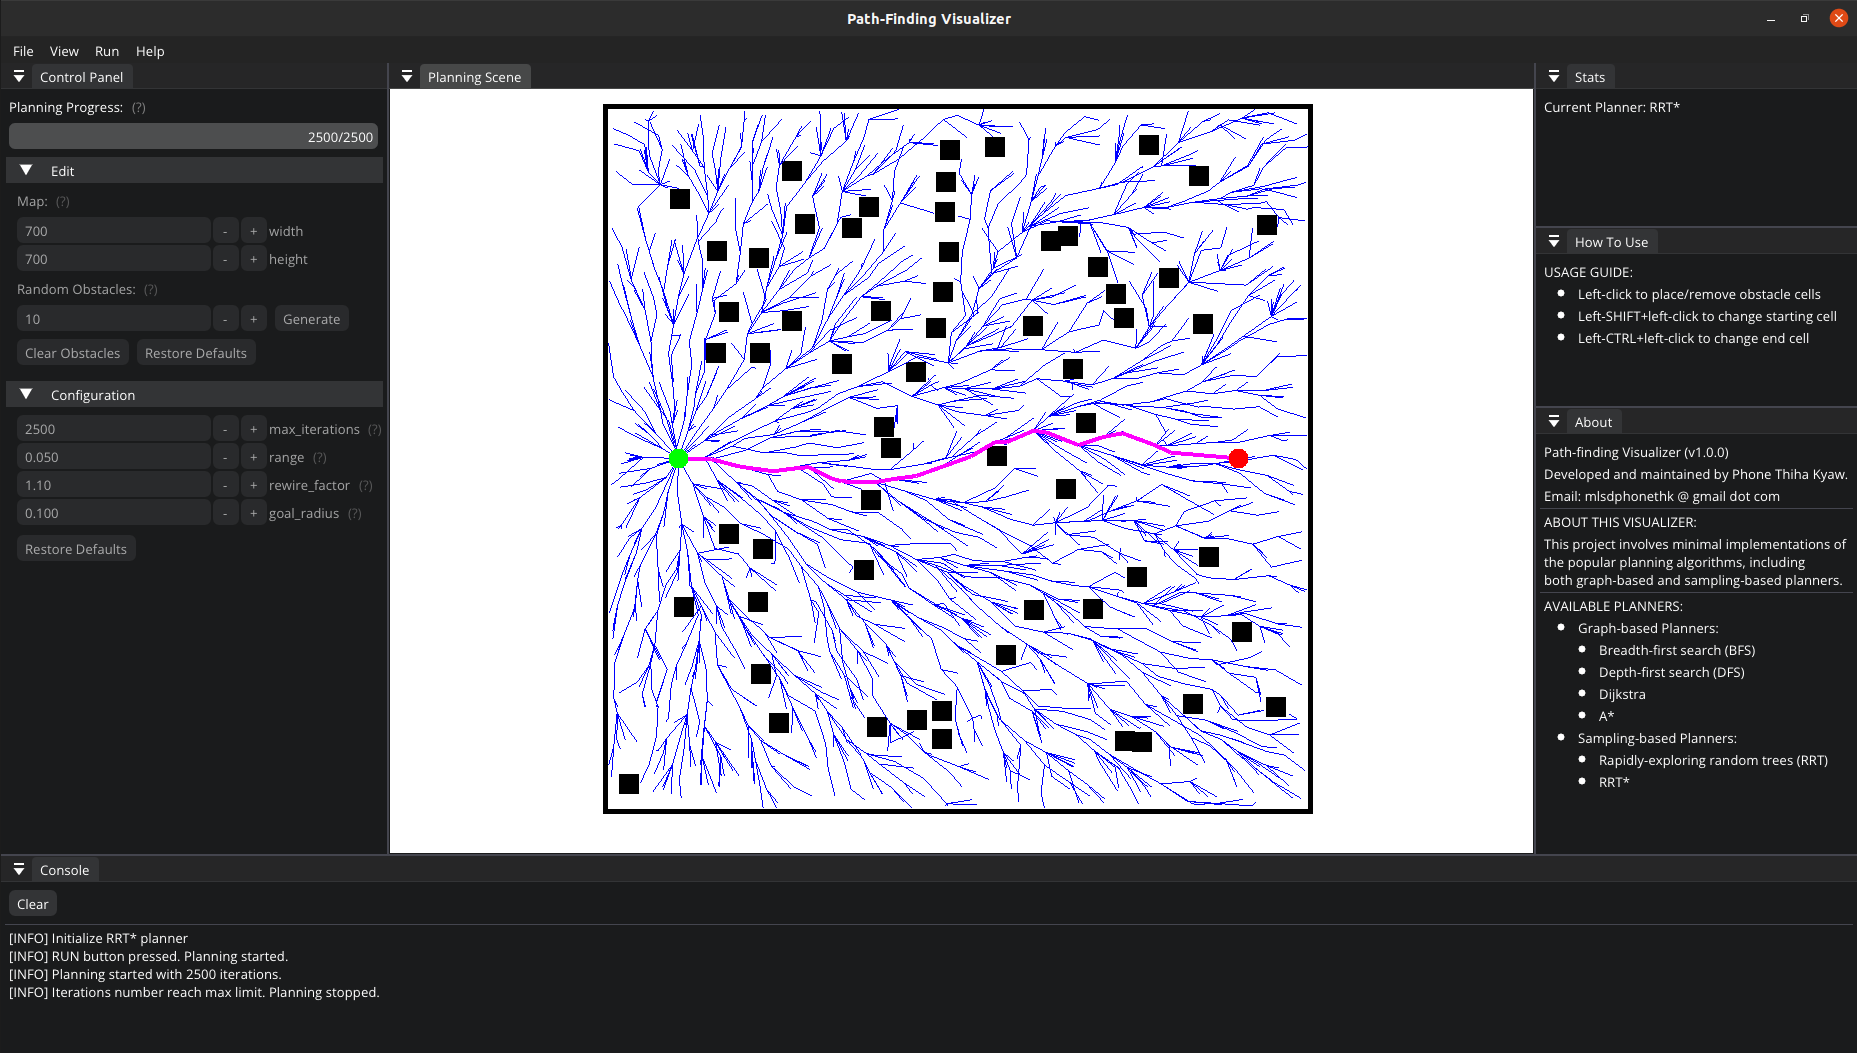 Path-Finding Visualizer
File View Run Help
Control Panel
Planning Progress: (?)
2500/2500
Edit
Map: (?)
700 - + width
700 - + height
Random Obstacles: (?)
10 - + Generate
Clear Obstacles Restore Defaults
Configuration
2500 - + max_iterations (?)
0.050 - + range (?)
1.10 - + rewire_factor (?)
0.100 - + goal_radius (?)
Restore Defaults
Planning Scene
Stats
Current Planner: RRT*
How To Use
USAGE GUIDE:
Left-click to place/remove obstacle cells
Left-SHIFT+left-click to change starting cell
Left-CTRL+left-click to change end cell
About
Path-finding Visualizer (v1.0.0)
Developed and maintained by Phone Thiha Kyaw.
Email: mlsdphonethk @ gmail dot com
ABOUT THIS VISUALIZER:
This project involves minimal implementations of
the popular planning algorithms, including
both graph-based and sampling-based planners.
AVAILABLE PLANNERS:
Graph-based Planners:
Breadth-first search (BFS)
Depth-first search (DFS)
Dijkstra
A*
Sampling-based Planners:
Rapidly-exploring random trees (RRT)
RRT*
Console
Clear
[INFO] Initialize RRT* planner
[INFO] RUN button pressed. Planning started.
[INFO] Planning started with 2500 iterations.
[INFO] Iterations number reach max limit. Planning stopped.